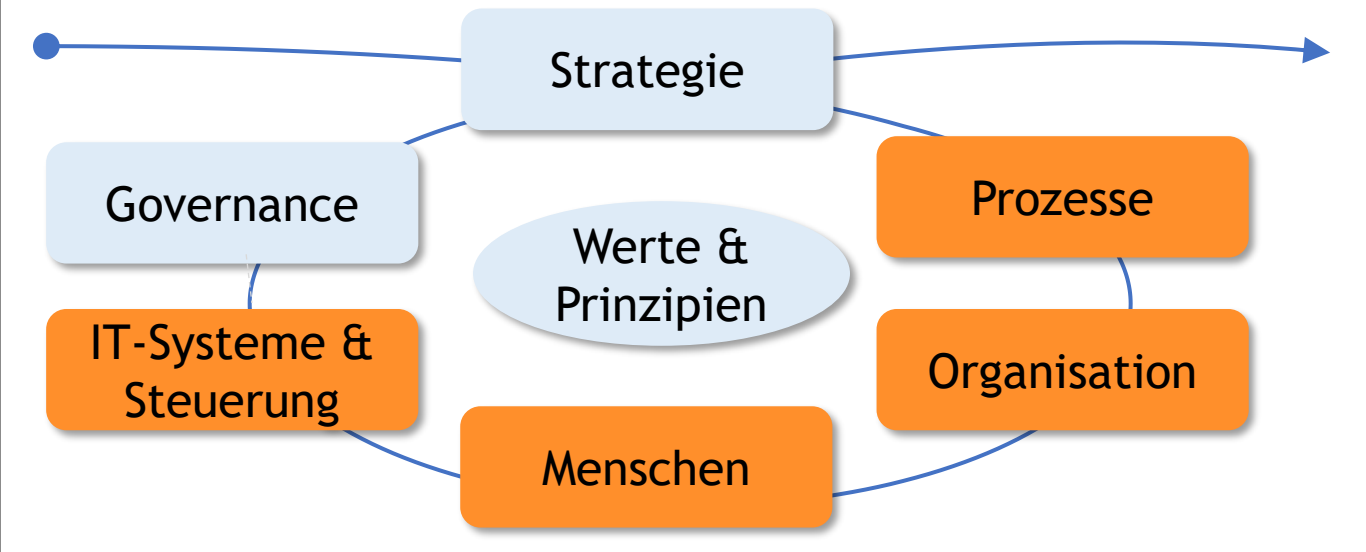 Strategie
Governance
Prozesse
Werte &
Prinzipien
IT-Systeme &
Steuerung
Organisation
Menschen